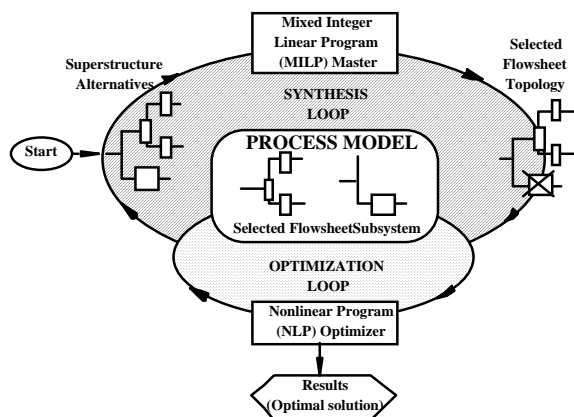 Mixed Integer
Linear Program
(MILP) Master
Superstructure
Alternatives
Selected
Flowsheet
Topology
SYNTHESIS
LOOP
Start
PROCESS MODEL
Selected FlowsheetSubsystem
OPTIMIZATION
LOOP
Nonlinear Program
(NLP) Optimizer
Results
(Optimal solution)